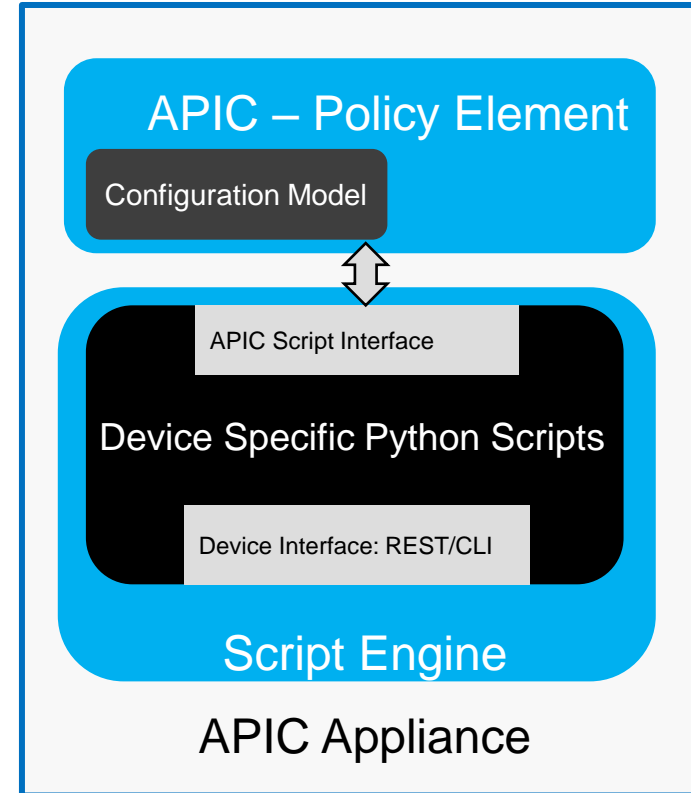 APIC – Policy Element
Configuration Model
APIC Script Interface
Device Specific Python Scripts
Device Interface: REST/CLI
Script Engine
APIC Appliance